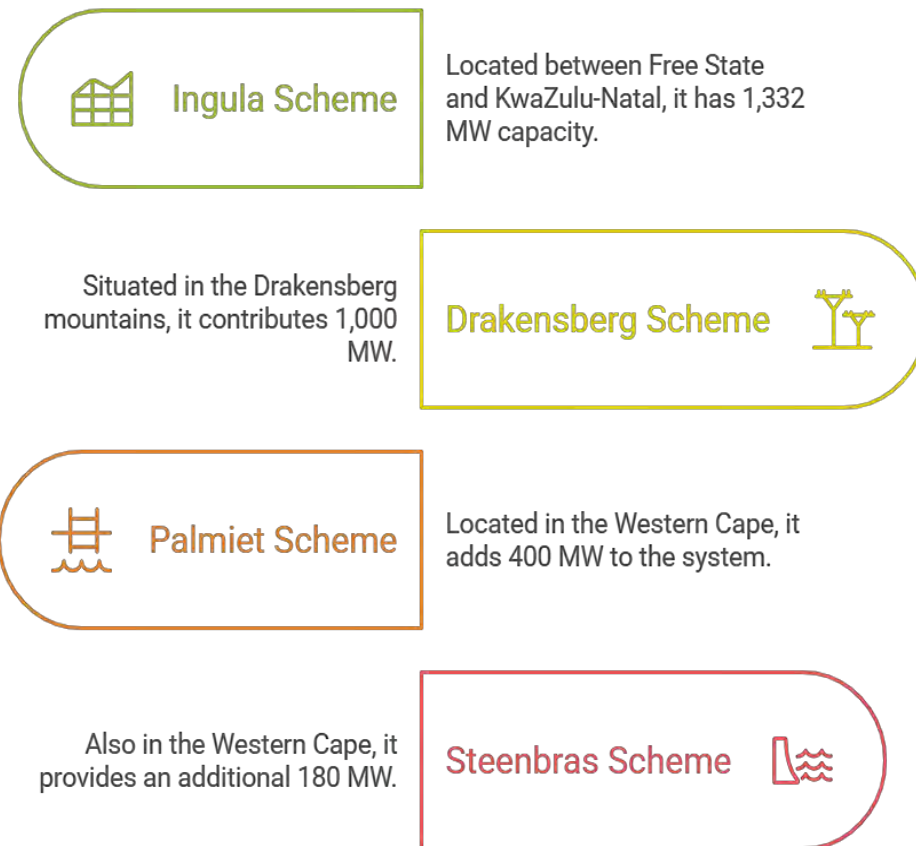 Ingula Scheme
Located between Free State
and KwaZulu-Natal, it has 1,332
MW capacity.
Situated in the Drakensberg
mountains, it contributes 1,000
MW.
Drakensberg Scheme
Palmiet Scheme
Located in the Western Cape, it
adds 400 MW to the system.
Also in the Western Cape, it
provides an additional 180 MW.
Steenbras Scheme